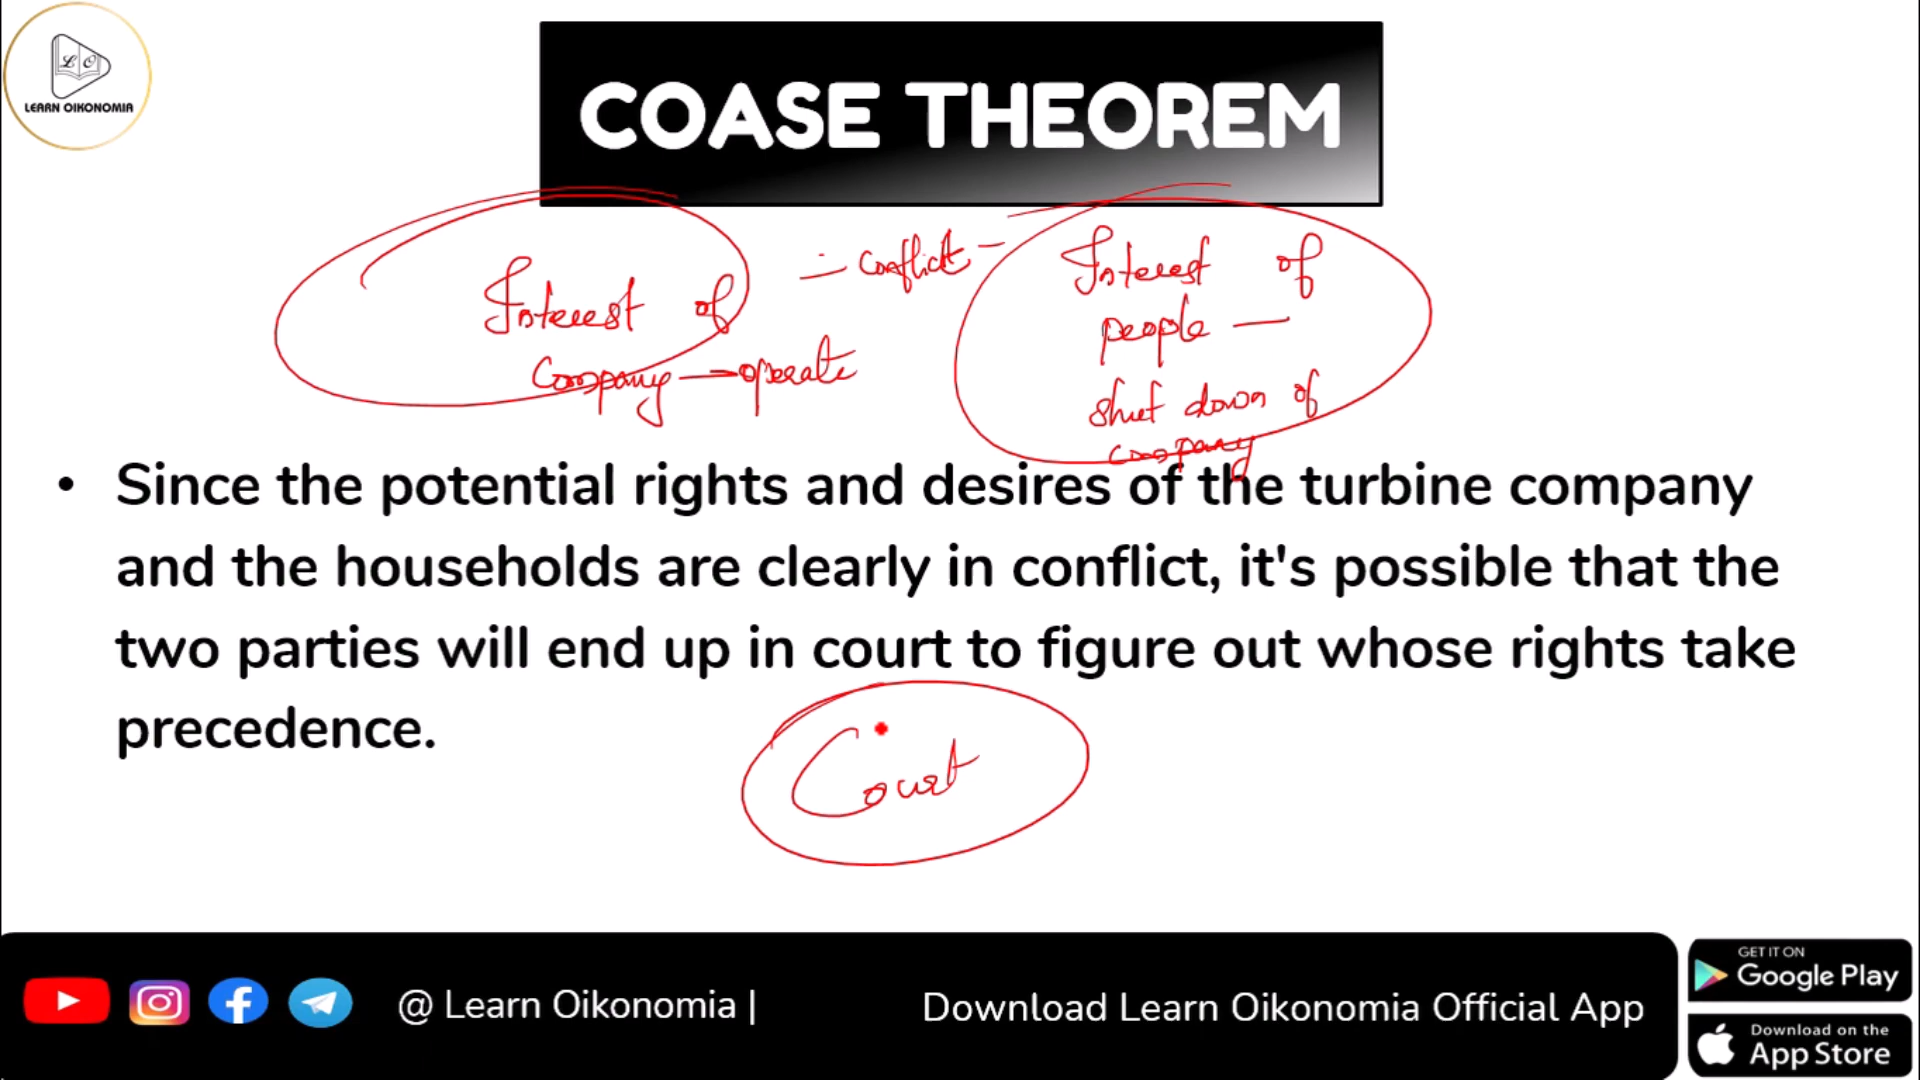 L O
LEARN OIKONOMIA
COASE THEOREM
Interest of
Company → operate
– conflict –
Interest of
people –
shut down of
company
• Since the potential rights and desires of the turbine company
and the households are clearly in conflict, it's possible that the
two parties will end up in court to figure out whose rights take
precedence.
Court
@ Learn Oikonomia |
Download Learn Oikonomia Official App
GET IT ON
Google Play
Download on the
App Store